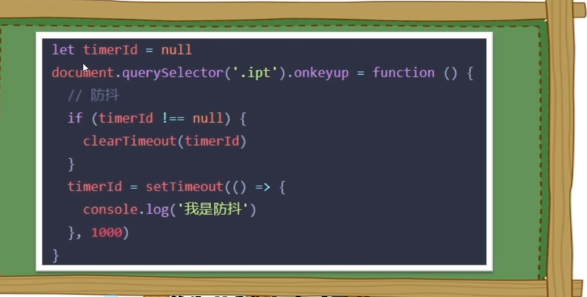 let timerId = null
document.querySelector('.ipt').onkeyup = function () {
  // 防抖
  if (timerId !== null) {
    clearTimeout(timerId)
  }
  timerId = setTimeout(() => {
    console.log('我是防抖')
  }, 1000)
}